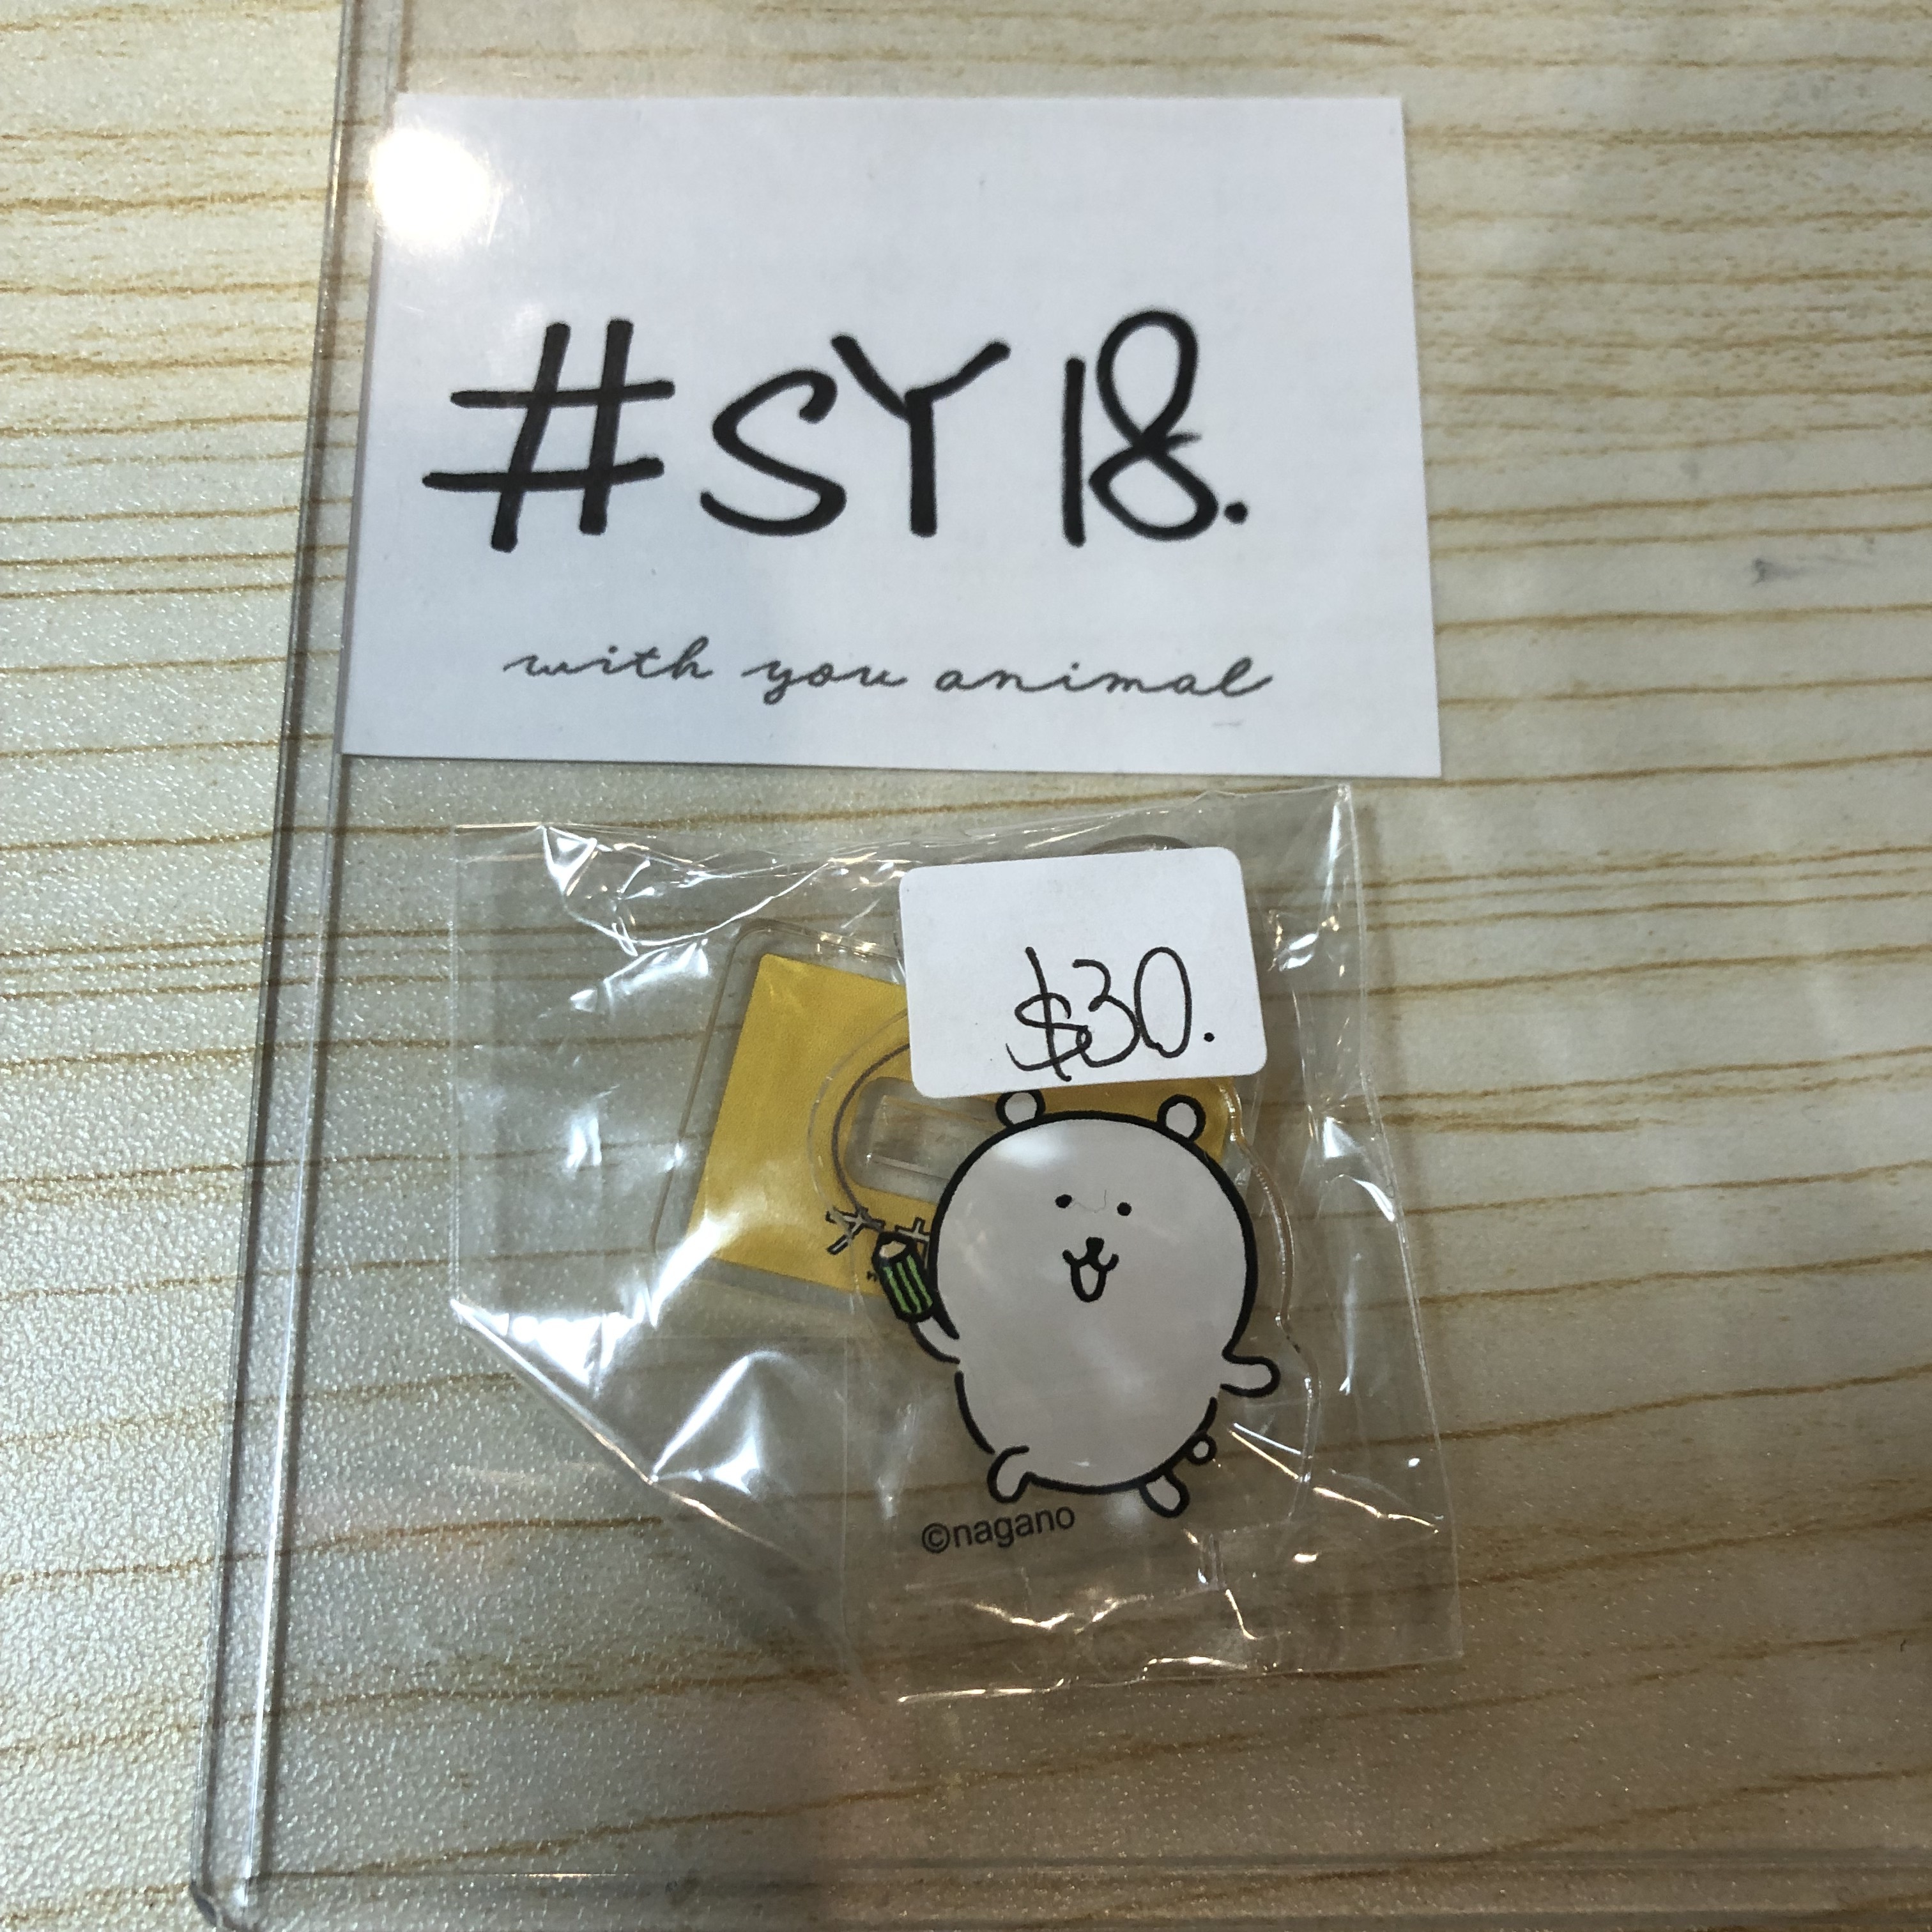 #SY18.
with you animal
$30.
©nagano